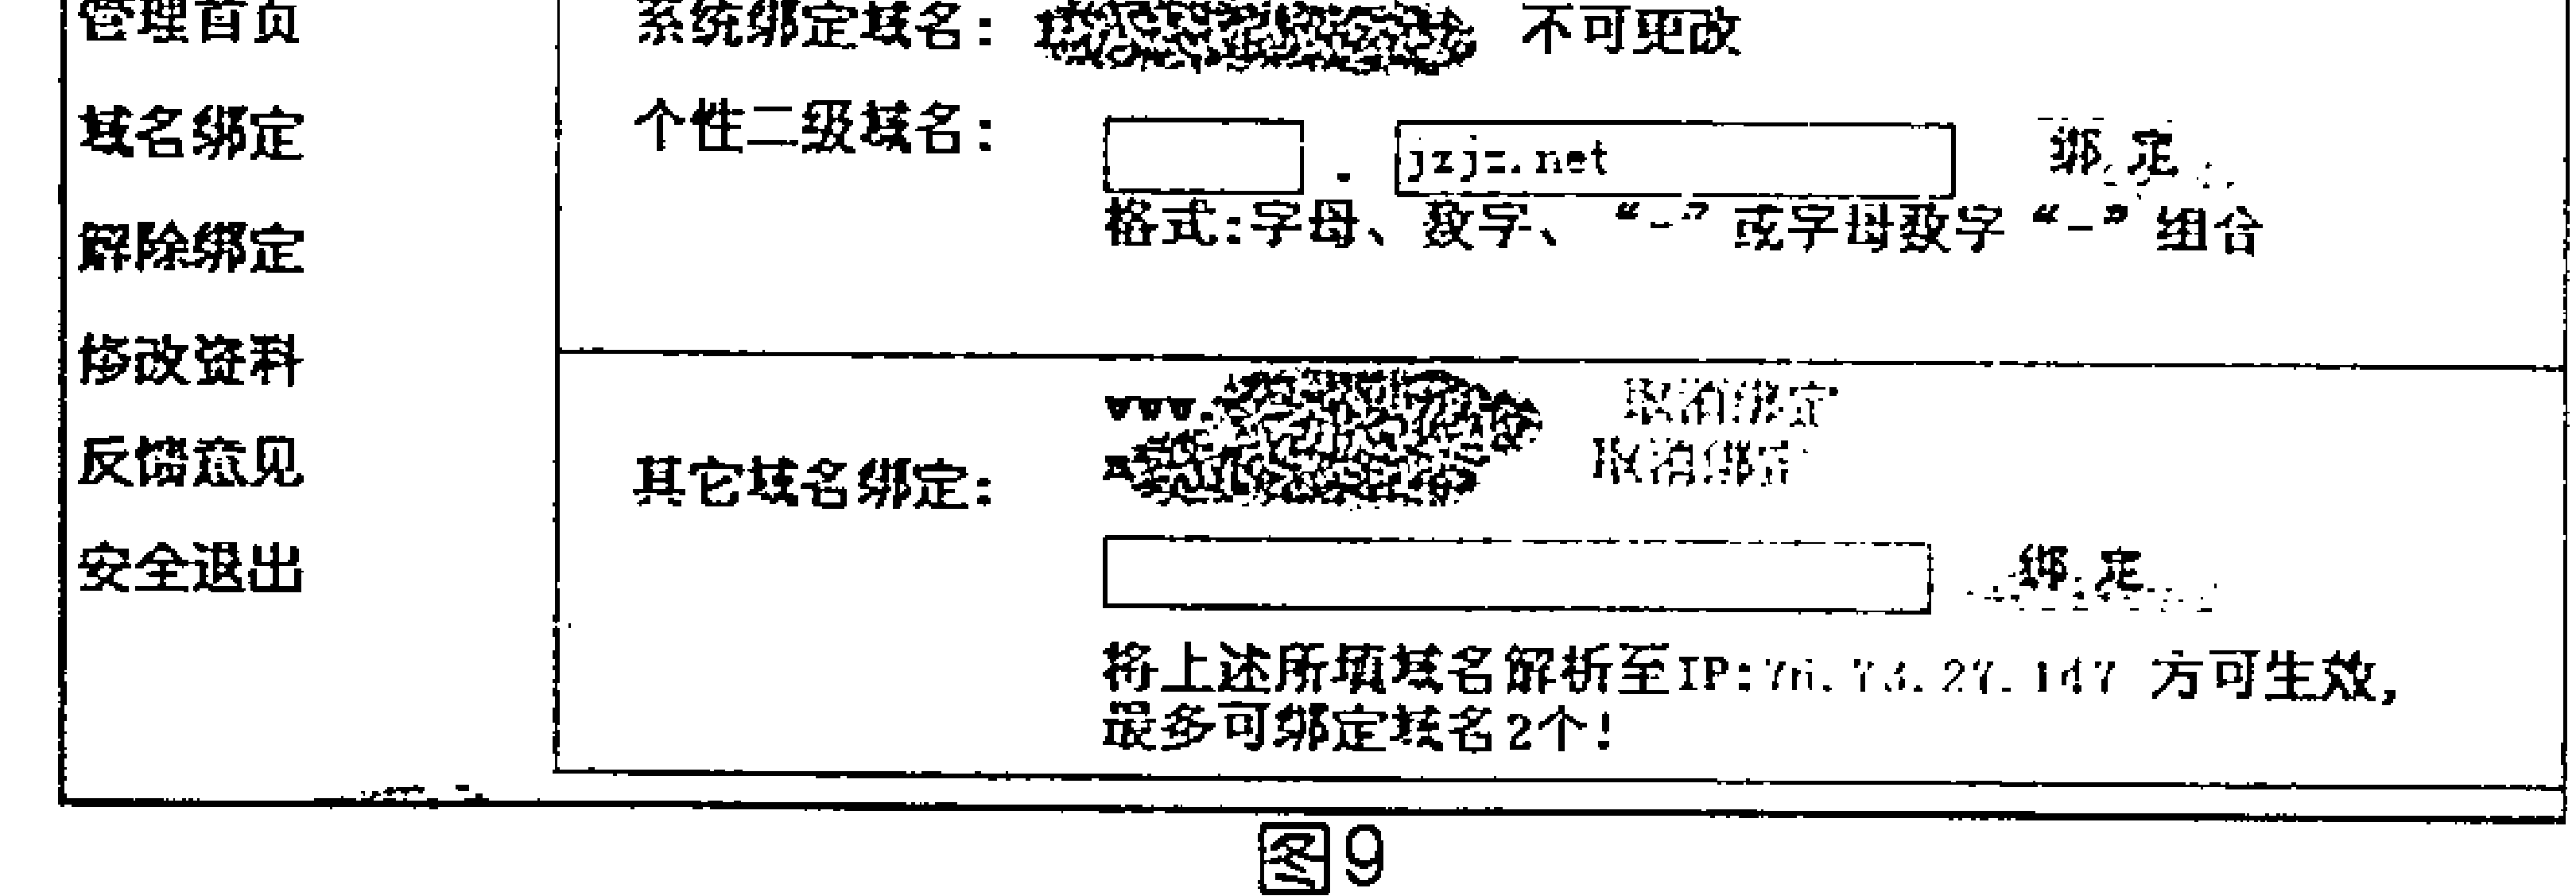 管理首页
域名绑定
解除绑定
修改资料
反馈意见
安全退出
系统绑定域名： 不可更改
个性二级域名： . jzjz.net 绑 定
格式:字母、数字、“-”或字母数字“-”组合
www. 取消绑定
取消绑定
其它域名绑定：
绑 定
将上述所填域名解析至IP:76.73.27.147 方可生效，
最多可绑定域名2个！
图9